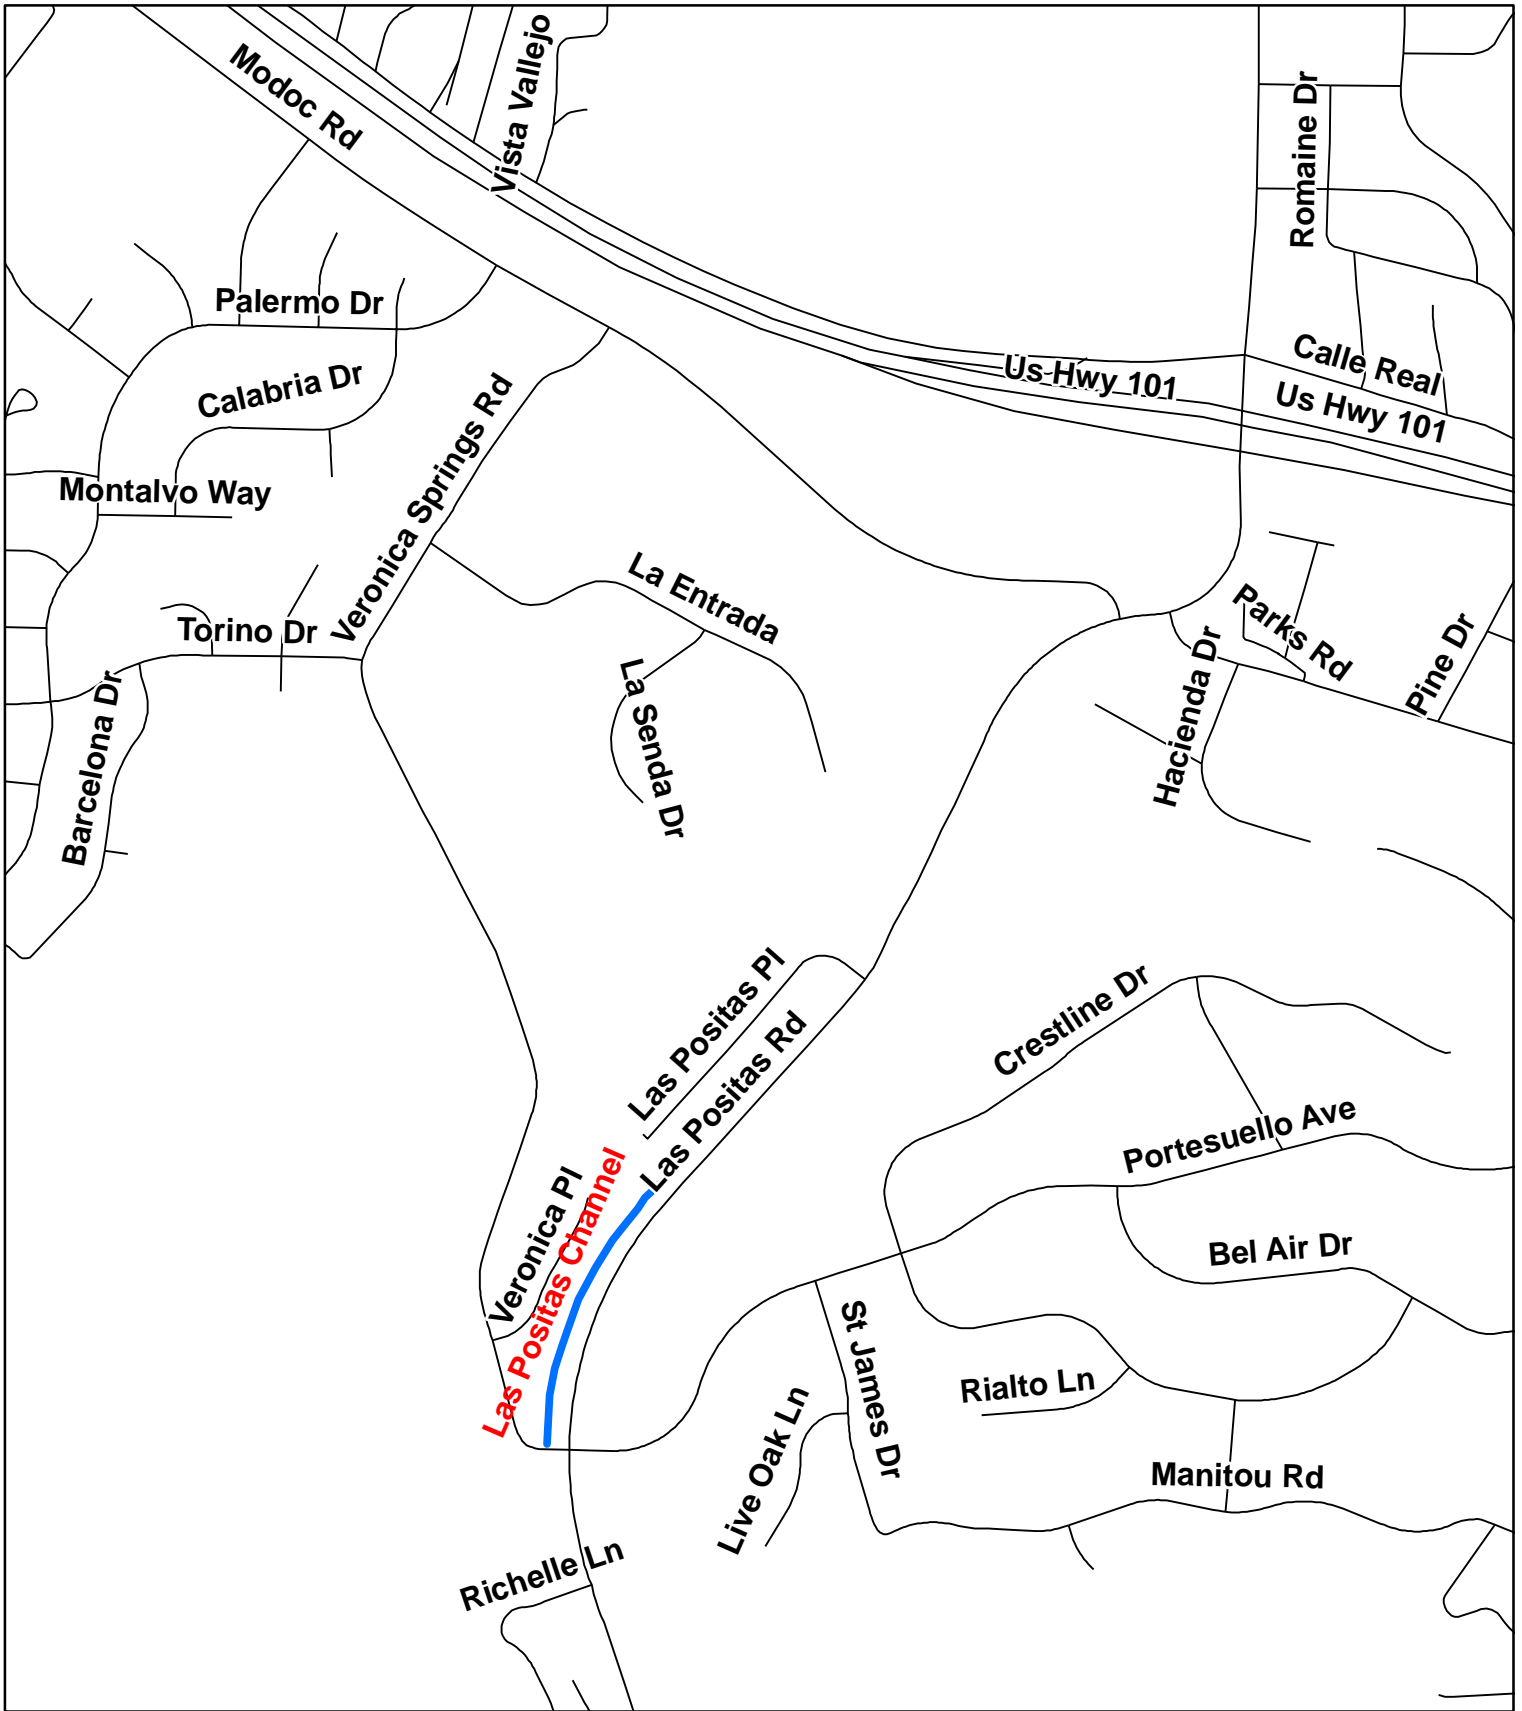 Vista Vallejo
Modoc Rd
Romaine Dr
Palermo Dr
Calabria Dr
Us Hwy 101
Calle Real
Us Hwy 101
Veronica Springs Rd
Montalvo Way
La Entrada
Parks Rd
Torino Dr
Pine Dr
Hacienda Dr
La Senda Dr
Barcelona Dr
Las Positas Pl
Las Positas Rd
Crestline Dr
Portesuello Ave
Veronica Pl
Las Positas Channel
Bel Air Dr
St James Dr
Rialto Ln
Live Oak Ln
Manitou Rd
Richelle Ln